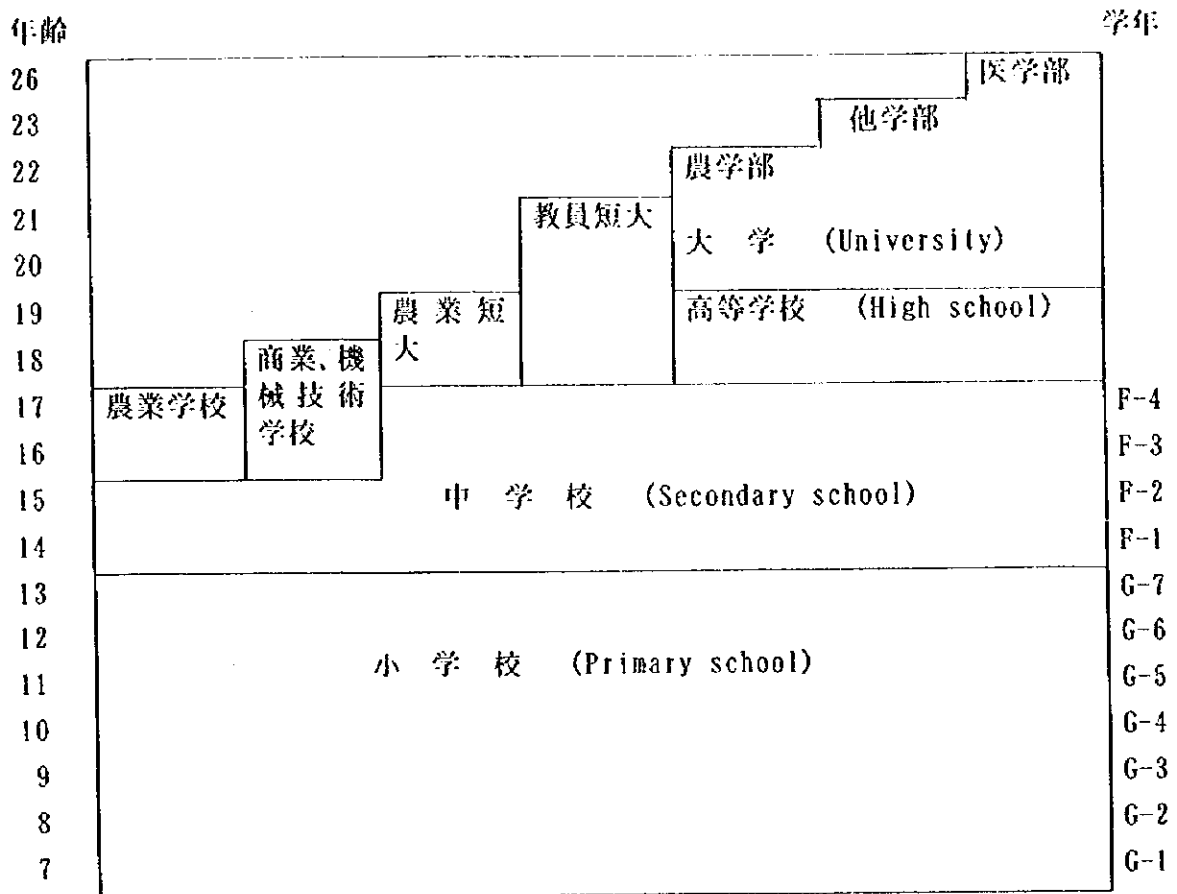 年齢 学年
26 医学部
23 他学部
22 農学部
21 教員短大 大 学 (University)
20
19 農 業 短 高等学校 (High school)
18 商業、機 大
17 農業学校 械 技 術 F-4
16 学校 F-3
15 中 学 校 (Secondary school) F-2
14 F-1
13 G-7
12 G-6
11 小 学 校 (Primary school) G-5
10 G-4
9 G-3
8 G-2
7 G-1